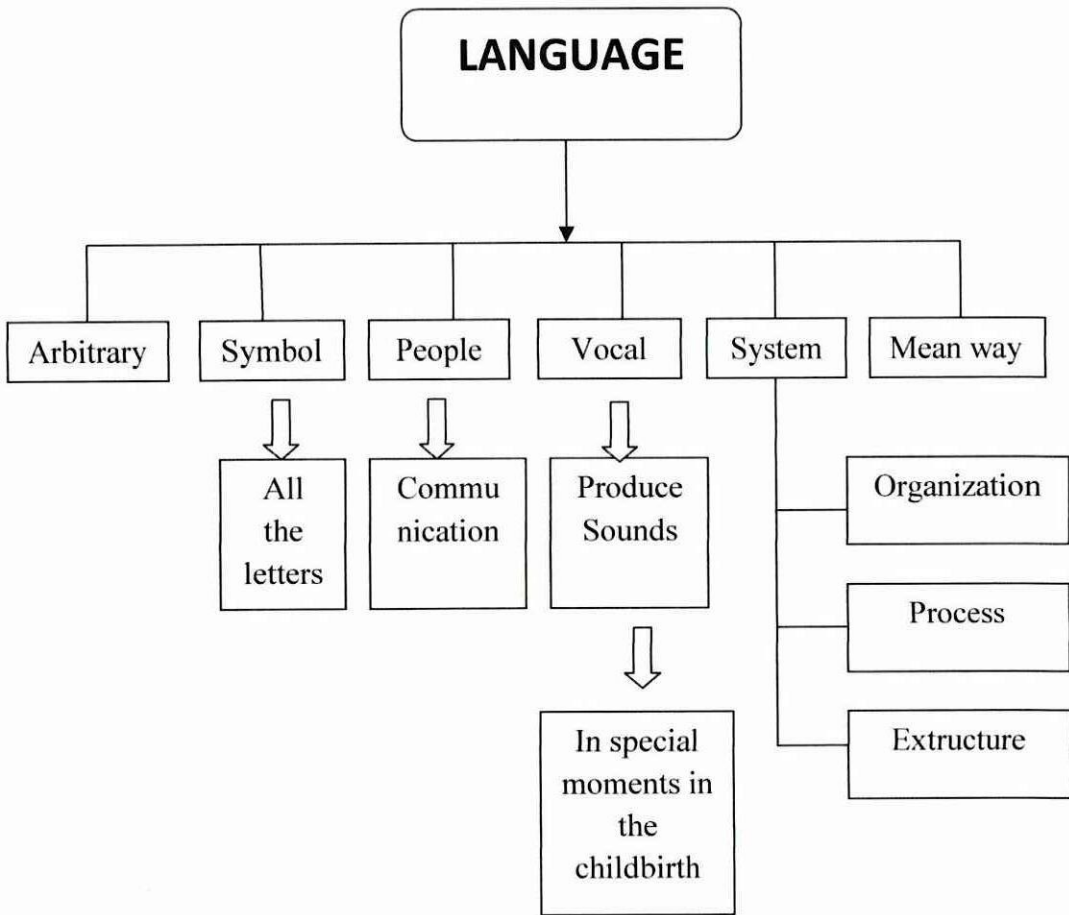 LANGUAGE
Arbitrary
Symbol
People
Vocal
System
Mean way
All
the
letters
Commu
nication
Produce
Sounds
In special
moments in
the
childbirth
Organization
Process
Extructure